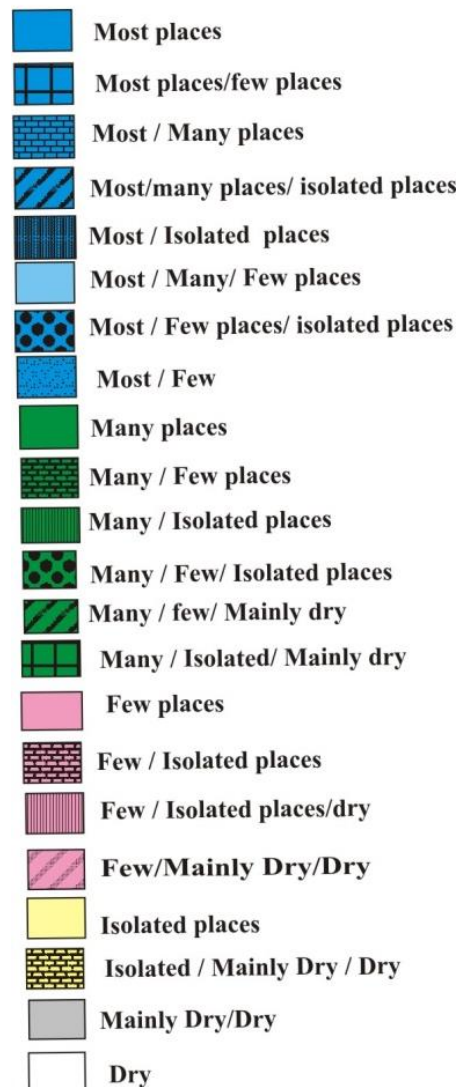 Most places
Most places/few places
Most / Many places
Most/many places/ isolated places
Most / Isolated  places
Most / Many/ Few places
Most / Few places/ isolated places
Most / Few
Many places
Many / Few places
Many / Isolated places
Many / Few/ Isolated places
Many / few/ Mainly dry
Many / Isolated/ Mainly dry
Few places
Few / Isolated places
Few / Isolated places/dry
Few/Mainly Dry/Dry
Isolated places
Isolated / Mainly Dry / Dry
Mainly Dry/Dry
Dry